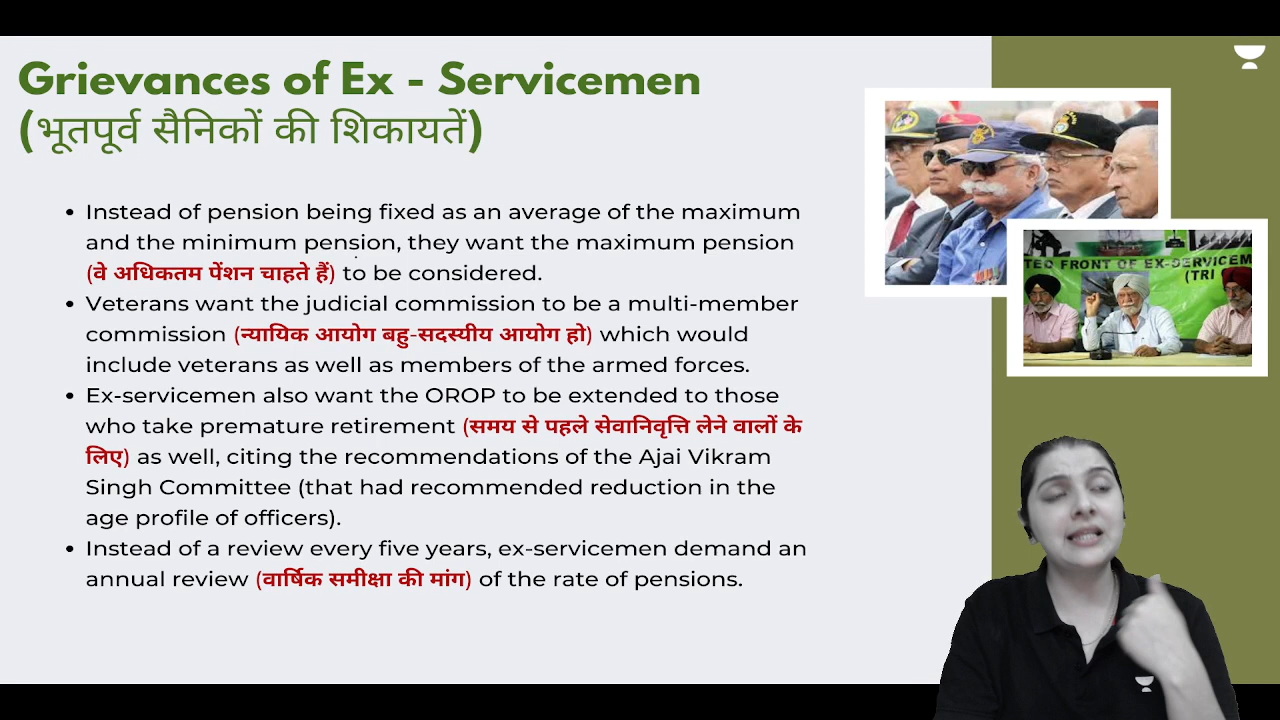 Grievances of Ex - Servicemen
(भूतपूर्व सैनिकों की शिकायतें)
• Instead of pension being fixed as an average of the maximum
and the minimum pension, they want the maximum pension
(वे अधिकतम पेंशन चाहते हैं) to be considered.
• Veterans want the judicial commission to be a multi-member
commission (न्यायिक आयोग बहु-सदस्यीय आयोग हो) which would
include veterans as well as members of the armed forces.
• Ex-servicemen also want the OROP to be extended to those
who take premature retirement (समय से पहले सेवानिवृत्ति लेने वालों के
लिए) as well, citing the recommendations of the Ajai Vikram
Singh Committee (that had recommended reduction in the
age profile of officers).
• Instead of a review every five years, ex-servicemen demand an
annual review (वार्षिक समीक्षा की मांग) of the rate of pensions.
TED FRONT OF EX-SERVICEM
(TRI